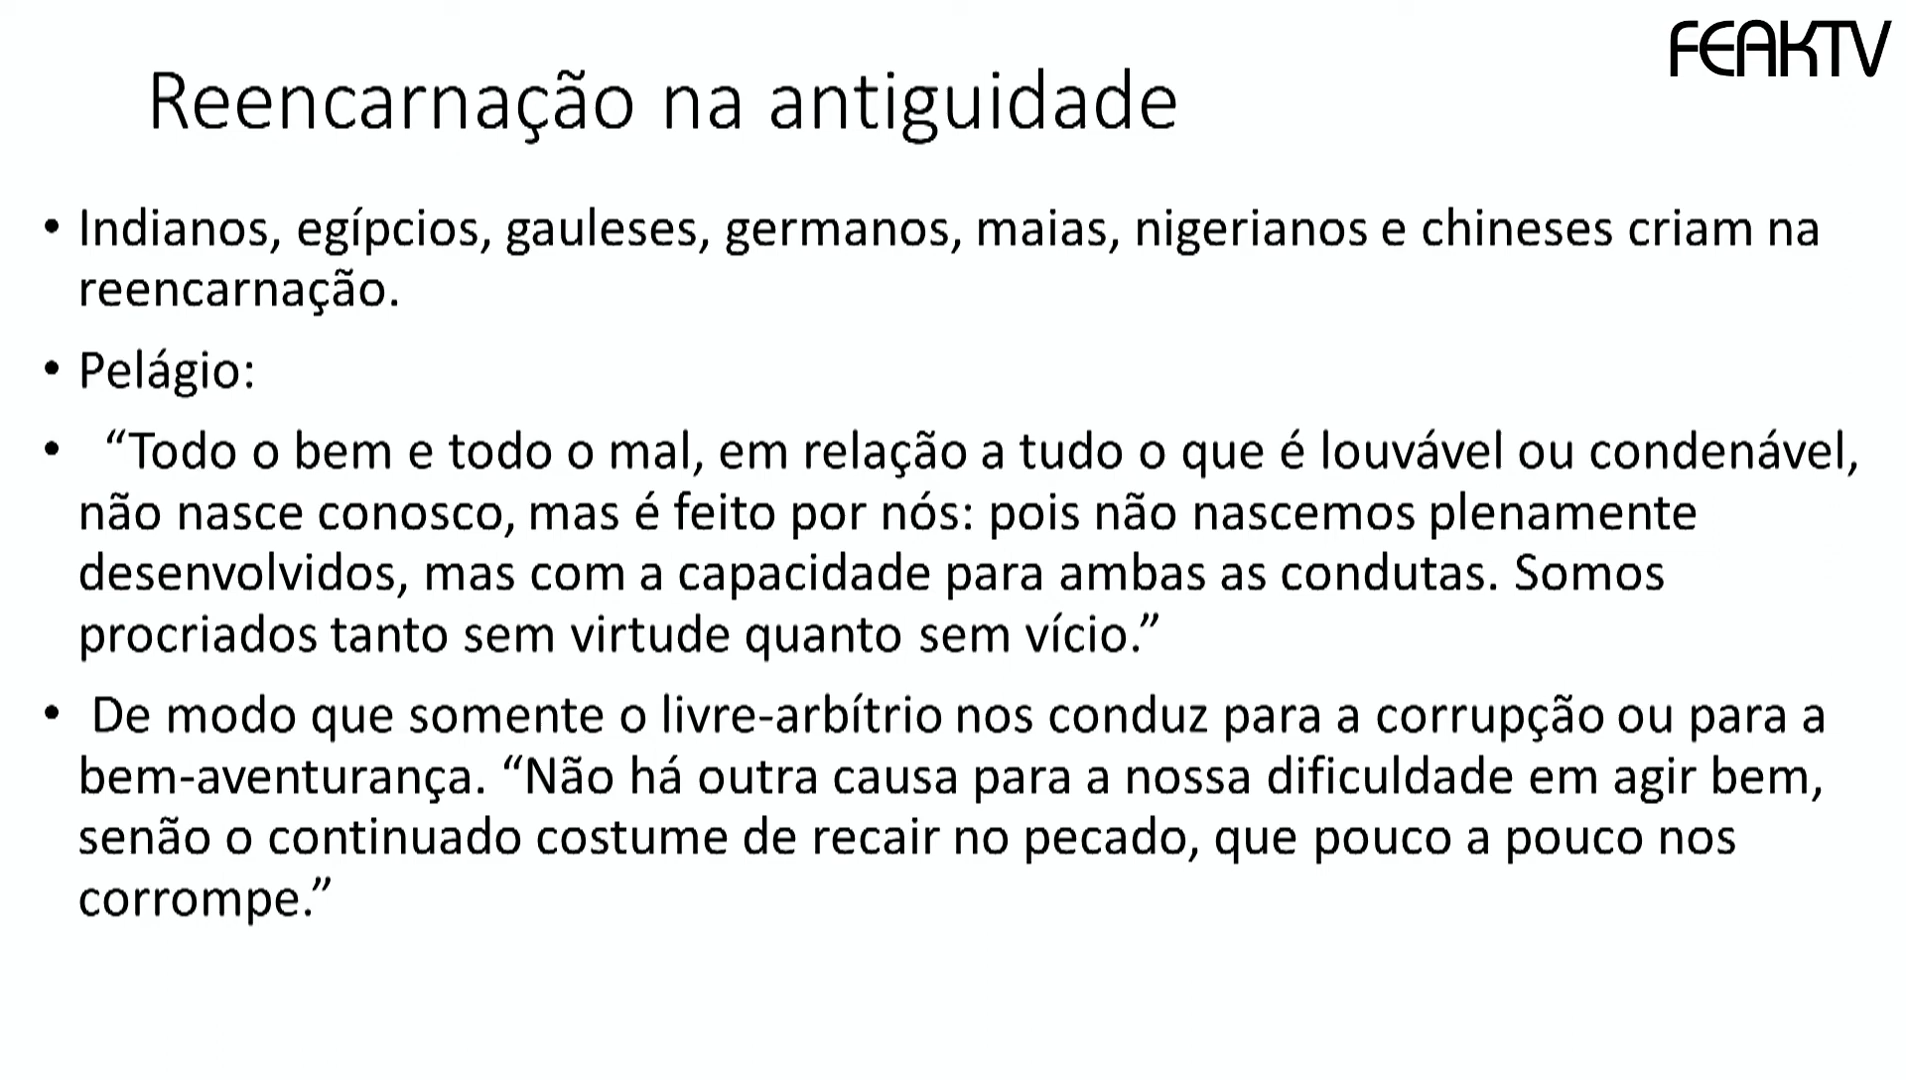 FEAKTV
Reencarnação na antiguidade
• Indianos, egípcios, gauleses, germanos, maias, nigerianos e chineses criam na
reencarnação.
• Pelágio:
• “Todo o bem e todo o mal, em relação a tudo o que é louvável ou condenável,
não nasce conosco, mas é feito por nós: pois não nascemos plenamente
desenvolvidos, mas com a capacidade para ambas as condutas. Somos
procriados tanto sem virtude quanto sem vício.”
• De modo que somente o livre-arbítrio nos conduz para a corrupção ou para a
bem-aventurança. “Não há outra causa para a nossa dificuldade em agir bem,
senão o continuado costume de recair no pecado, que pouco a pouco nos
corrompe.”